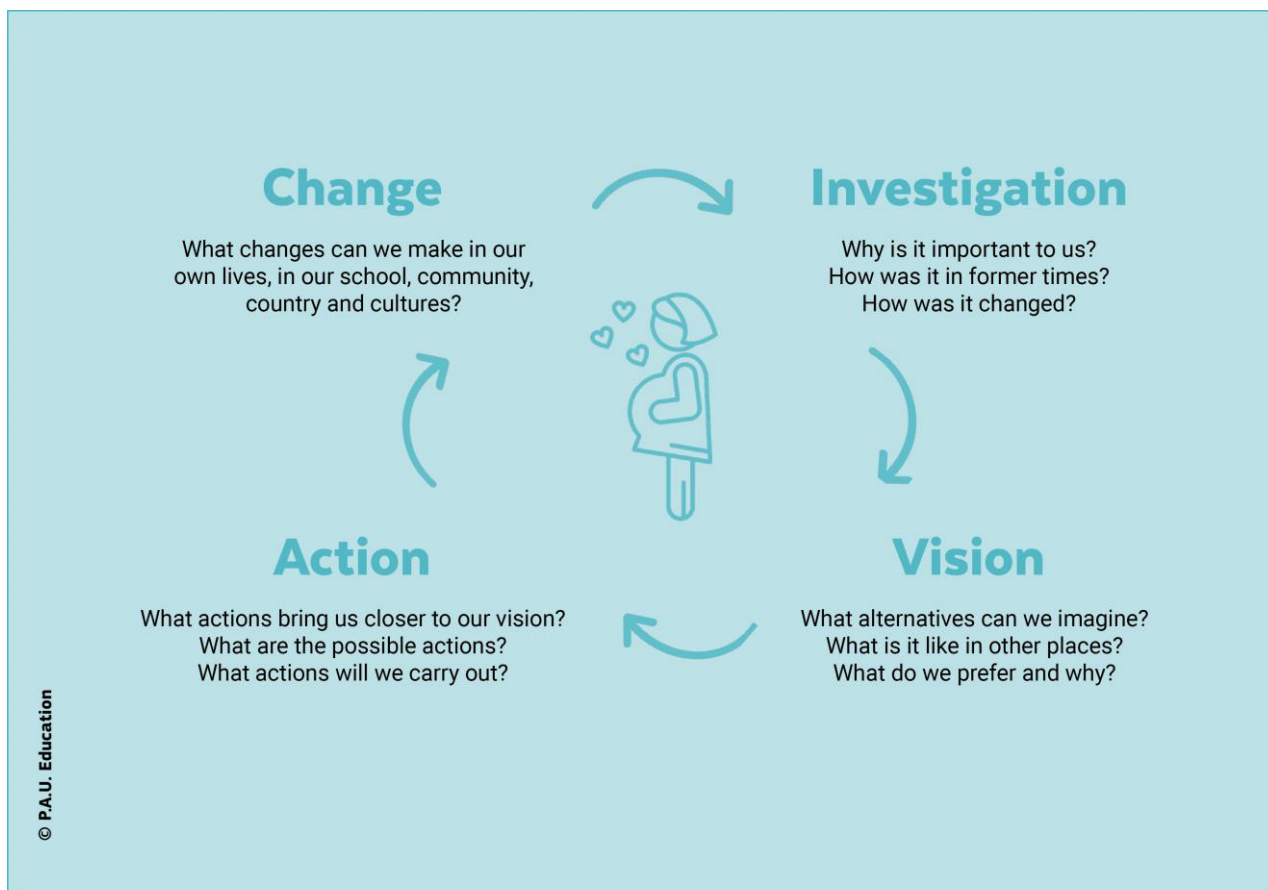 Change
What changes can we make in our
own lives, in our school, community,
country and cultures?
Investigation
Why is it important to us?
How was it in former times?
How was it changed?
Action
What actions bring us closer to our vision?
What are the possible actions?
What actions will we carry out?
Vision
What alternatives can we imagine?
What is it like in other places?
What do we prefer and why?
© P.A.U. Education